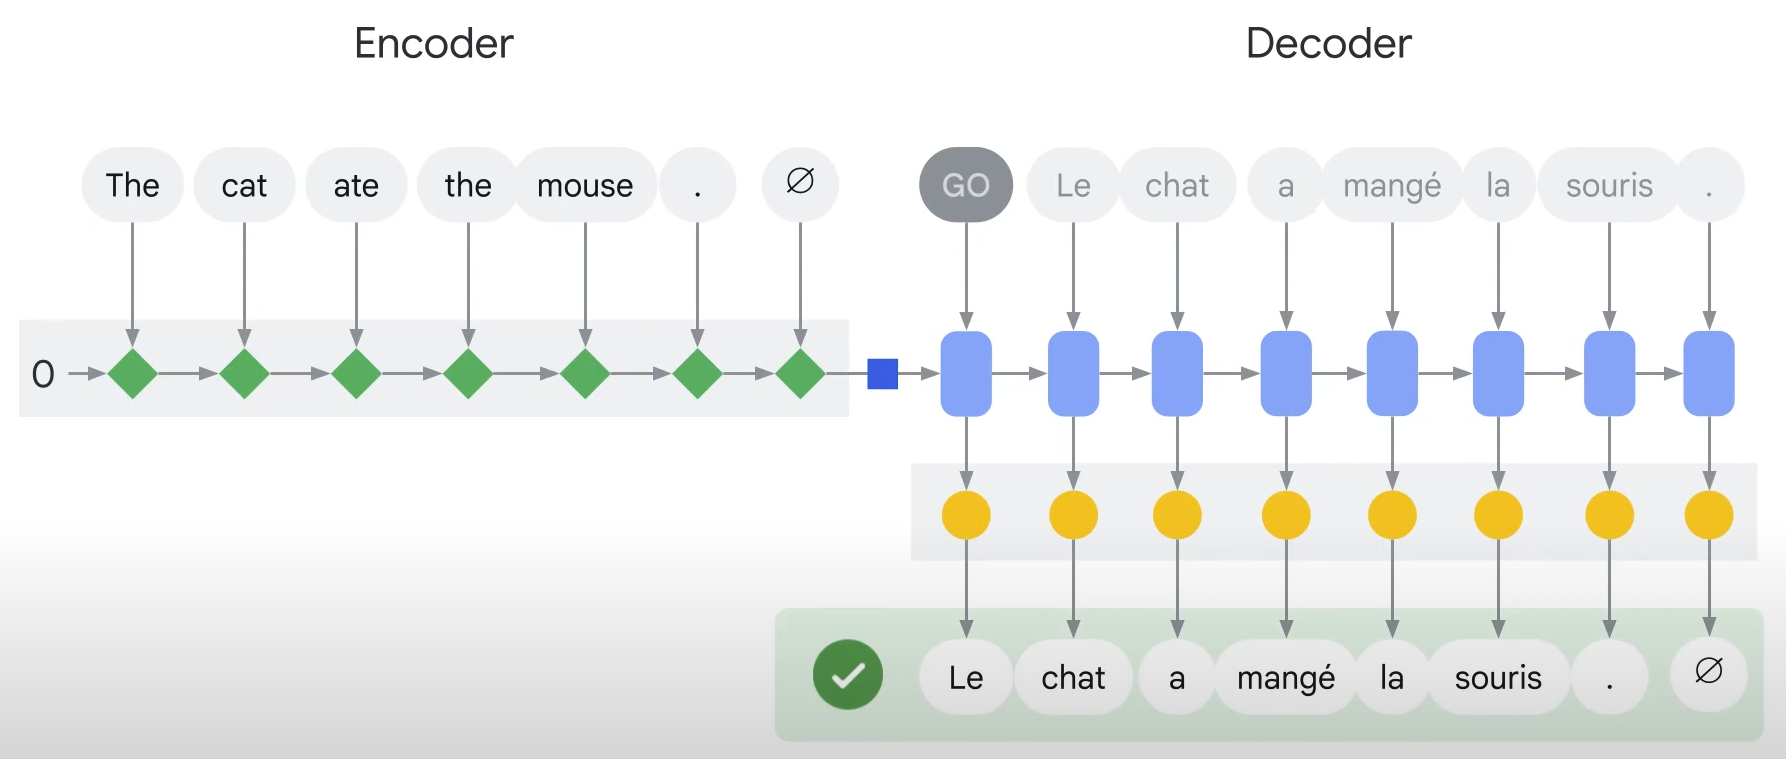 Encoder
Decoder
The cat ate the mouse . ∅
GO Le chat a mangé la souris .
0
Le chat a mangé la souris . ∅